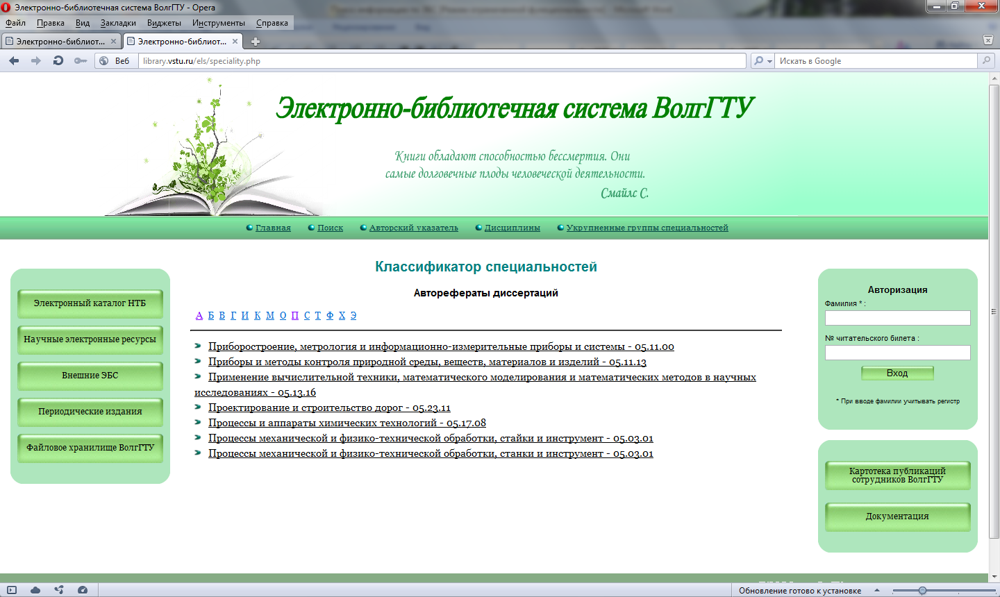 Электронно-библиотечная система ВолгГТУ - Opera
Файл Правка Вид Закладки Виджеты Инструменты Справка
Электронно-библиот... Электронно-библиот...
Веб library.vstu.ru/els/speciality.php Искать в Google
Электронно-библиотечная система ВолгГТУ
Книги обладают способностью бессмертия. Они
самые долговечные плоды человеческой деятельности.
Смайлс С.
Главная Поиск Авторский указатель Дисциплины Укрупненные группы специальностей
Электронный каталог НТБ
Научные электронные ресурсы
Внешние ЭБС
Периодические издания
Файловое хранилище ВолгГТУ
Классификатор специальностей
Авторефераты диссертаций
А Б В Г И К М О П С Т Ф Х Э
Приборостроение, метрология и информационно-измерительные приборы и системы - 05.11.00
Приборы и методы контроля природной среды, веществ, материалов и изделий - 05.11.13
Применение вычислительной техники, математического моделирования и математических методов в научных
исследованиях - 05.13.16
Проектирование и строительство дорог - 05.23.11
Процессы и аппараты химических технологий - 05.17.08
Процессы механической и физико-технической обработки, стайки и инструмент - 05.03.01
Процессы механической и физико-технической обработки, станки и инструмент - 05.03.01
Авторизация
Фамилия * :
№ читательского билета :
Вход
* При вводе фамилии учитывать регистр
Картотека публикаций
сотрудников ВолгГТУ
Документация
Обновление готово к установке